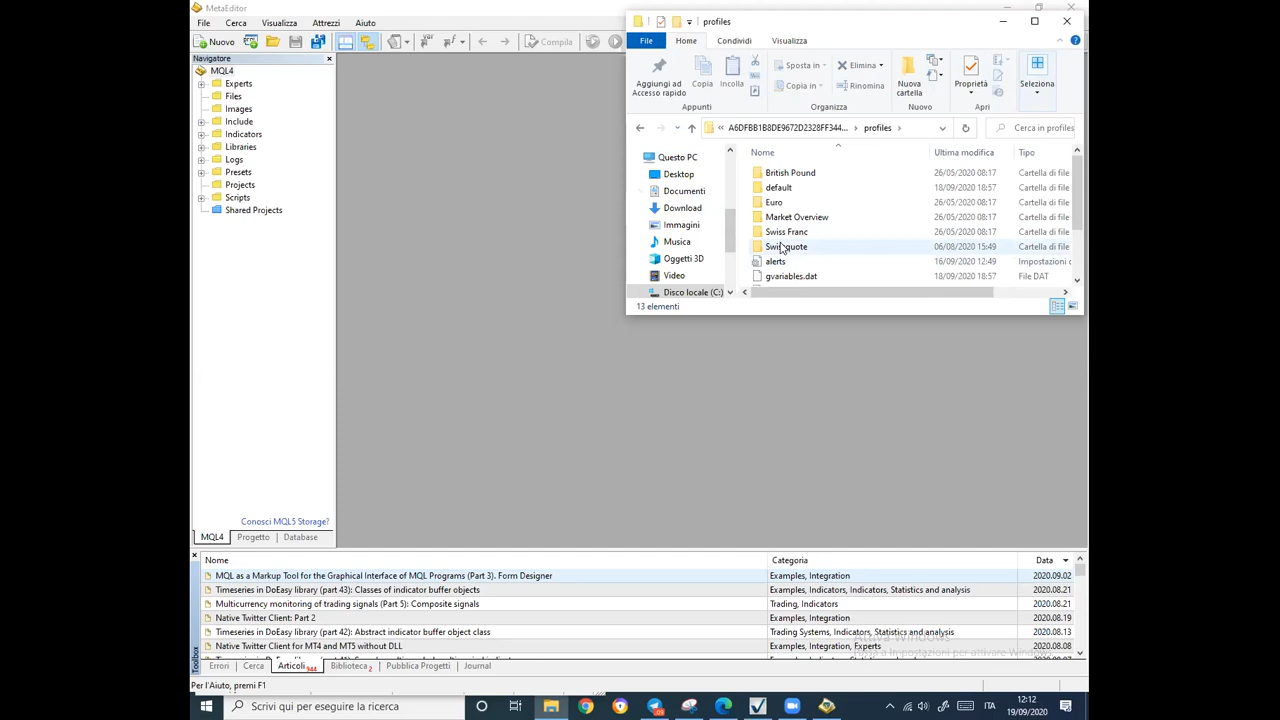 MetaEditor
File Cerca Visualizza Attrezzi Aiuto
Nuovo Compila
Navigatore
MQL4
Experts
Files
Images
Include
Indicators
Libraries
Logs
Presets
Projects
Scripts
Shared Projects
Conosci MQL5 Storage?
MQL4 Progetto Database
profiles
File Home Condividi Visualizza
Aggiungi ad
Accesso rapido
Copia
Incolla
Sposta in
Copia in
Elimina
Rinomina
Nuova
cartella
Proprietà
Seleziona
Appunti Organizza Nuovo Apri
« A6DFBB1B8DE9672D2328FF344... profiles
Cerca in profiles
Questo PC
Desktop
Documenti
Download
Immagini
Musica
Oggetti 3D
Video
Disco locale (C:)
Nome Ultima modifica Tipo
British Pound 26/05/2020 08:17 Cartella di file
default 18/09/2020 18:57 Cartella di file
Euro 26/05/2020 08:17 Cartella di file
Market Overview 26/05/2020 08:17 Cartella di file
Swiss Franc 26/05/2020 08:17 Cartella di file
06/08/2020 15:49 Cartella di file
alerts 16/09/2020 12:49 Impostazioni c
gvariables.dat 18/09/2020 18:57 File DAT
13 elementi
Nome Categoria Data
MQL as a Markup Tool for the Graphical Interface of MQL Programs (Part 3). Form Designer Examples, Integration 2020.09.02
Timeseries in DoEasy library (part 43): Classes of indicator buffer objects Examples, Indicators, Indicators, Statistics and analysis 2020.08.21
Multicurrency monitoring of trading signals (Part 5): Composite signals Trading, Indicators 2020.08.21
Native Twitter Client: Part 2 Examples, Integration 2020.08.19
Timeseries in DoEasy library (part 42): Abstract indicator buffer object class Trading Systems, Indicators, Statistics and analysis 2020.08.13
Native Twitter Client for MT4 and MT5 without DLL Examples, Integration, Experts 2020.08.08
Attiva Windows
Passa a Impostazioni per attivare Windows.
Toolbox
Errori Cerca Articoli 944 Biblioteca 2 Pubblica Progetti Journal
Per l'Aiuto, premi F1
Scrivi qui per eseguire la ricerca
ITA
12:12
19/09/2020